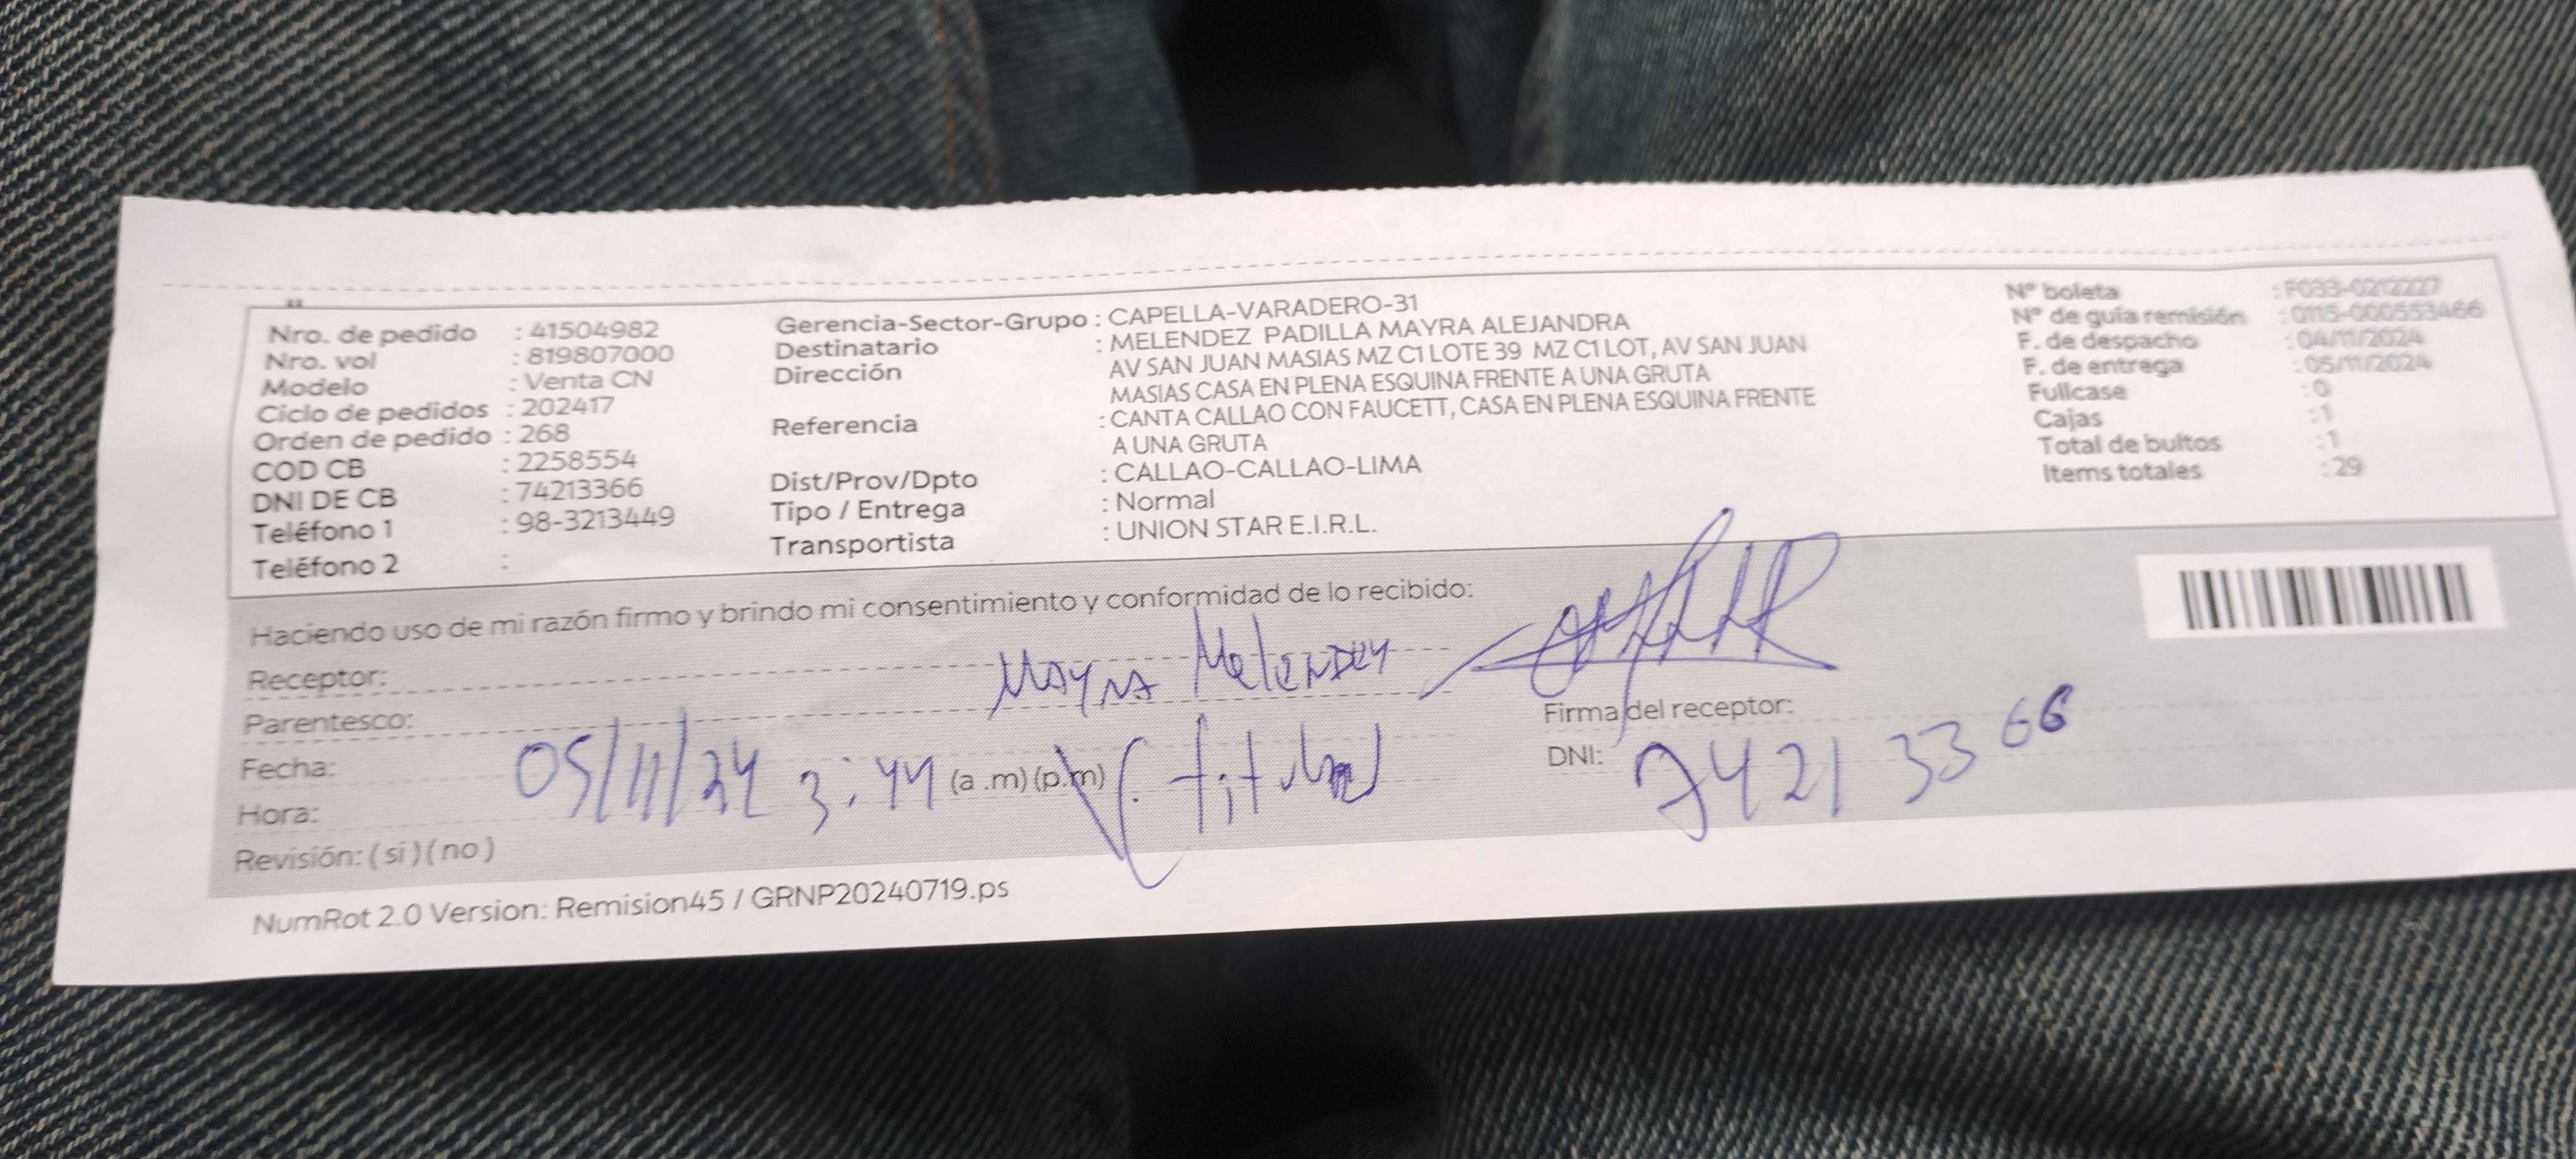 Nro. de pedido : 41504982
Nro. vol : 819807000
Modelo : Venta CN
Ciclo de pedidos : 202417
Orden de pedido : 268
COD CB : 2258554
DNI DE CB : 74213366
Teléfono 1 : 98-3213449
Teléfono 2 :
Gerencia-Sector-Grupo : CAPELLA-VARADERO-31
Destinatario : MELENDEZ PADILLA MAYRA ALEJANDRA
Dirección AV SAN JUAN MASIAS MZ C1 LOTE 39 MZ C1 LOT, AV SAN JUAN
MASIAS CASA EN PLENA ESQUINA FRENTE A UNA GRUTA
Referencia : CANTA CALLAO CON FAUCETT, CASA EN PLENA ESQUINA FRENTE
A UNA GRUTA
Dist/Prov/Dpto : CALLAO-CALLAO-LIMA
Tipo / Entrega : Normal
Transportista : UNION STAR E.I.R.L.
Nº boleta : F033-0212227
Nº de guía remisión : 0115-000553466
F. de despacho : 04/11/2024
F. de entrega : 05/11/2024
Fullcase : 0
Cajas : 1
Total de bultos : 1
Items totales : 29
Haciendo uso de mi razón firmo y brindo mi consentimiento y conformidad de lo recibido:
Receptor: Mayra Melendez
Parentesco: titular
Fecha: 05/11/24
Hora: 3:44 (a .m) (p.m)
Revisión: ( si ) ( no )
Firma del receptor:
DNI: 74213366
NumRot 2.0 Version: Remision45 / GRNP20240719.ps